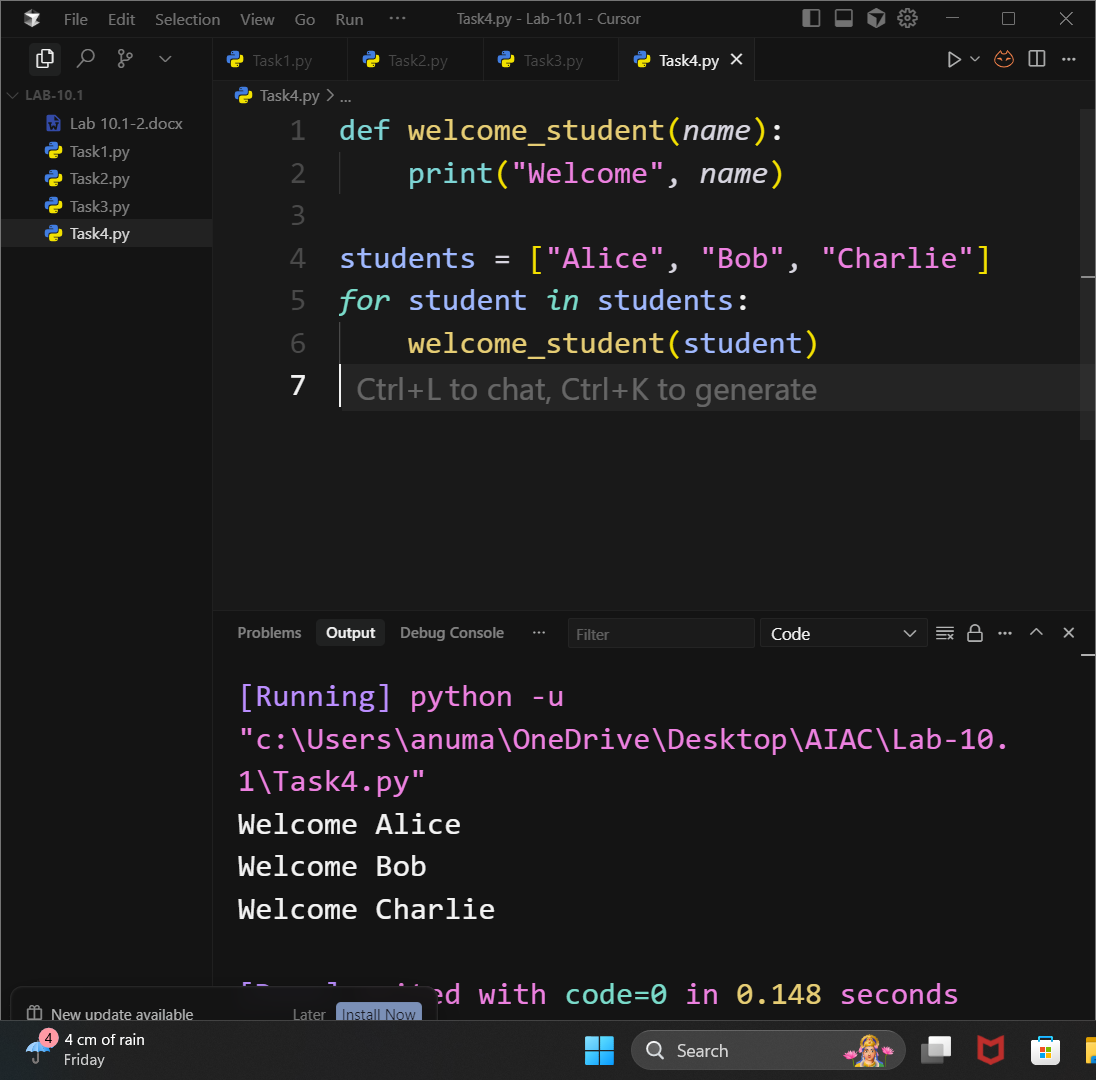 File Edit Selection View Go Run ··· Task4.py - Lab-10.1 - Cursor
Task1.py Task2.py Task3.py Task4.py
LAB-10.1
Lab 10.1-2.docx
Task1.py
Task2.py
Task3.py
Task4.py
Task4.py > ...
1 def welcome_student(name):
2     print("Welcome", name)
3
4 students = ["Alice", "Bob", "Charlie"]
5 for student in students:
6     welcome_student(student)
7 Ctrl+L to chat, Ctrl+K to generate
Problems Output Debug Console ··· Filter Code
[Running] python -u
"c:\Users\anuma\OneDrive\Desktop\AIAC\Lab-10.
1\Task4.py"
Welcome Alice
Welcome Bob
Welcome Charlie
with code=0 in 0.148 seconds
New update available Later Install Now
4
4 cm of rain
Friday
Search